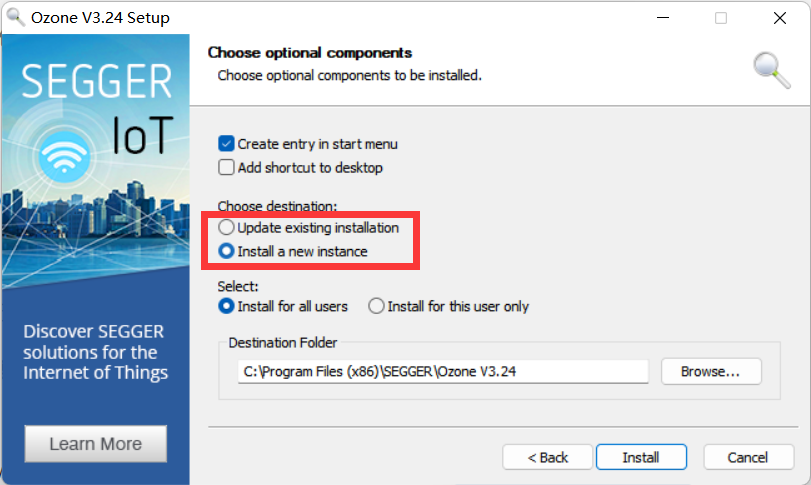 Ozone V3.24 Setup
SEGGER
IoT
Discover SEGGER
solutions for the
Internet of Things
Learn More
Choose optional components
Choose optional components to be installed.
Create entry in start menu
Add shortcut to desktop
Choose destination:
Update existing installation
Install a new instance
Select:
Install for all users Install for this user only
Destination Folder
C:\Program Files (x86)\SEGGER\Ozone V3.24 Browse...
< Back Install Cancel